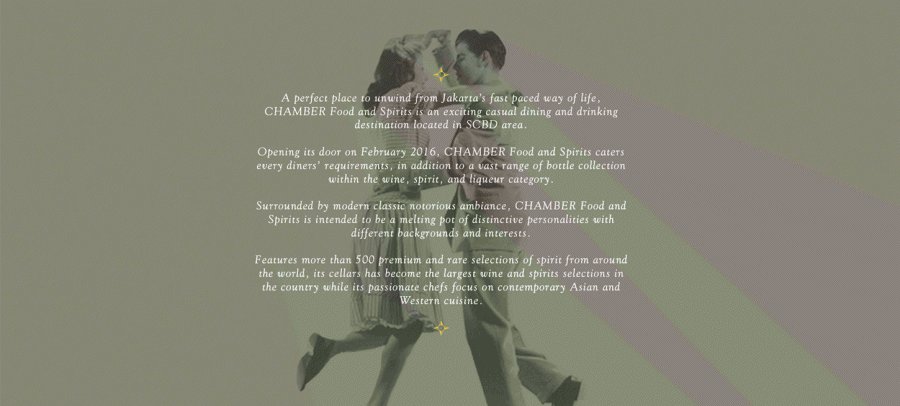 A perfect place to unwind from Jakarta's fast paced way of life,
CHAMBER Food and Spirits is an exciting casual dining and drinking
destination located in SCBD area.
Opening its door on February 2016, CHAMBER Food and Spirits caters
every diners' requirements, in addition to a vast range of bottle collection
within the wine, spirit, and liqueur category.
Surrounded by modern classic notorious ambiance, CHAMBER Food and
Spirits is intended to be a melting pot of distinctive personalities with
different backgrounds and interests.
Features more than 500 premium and rare selections of spirit from around
the world, its cellars has become the largest wine and spirits selections in
the country while its passionate chefs focus on contemporary Asian and
Western cuisine.